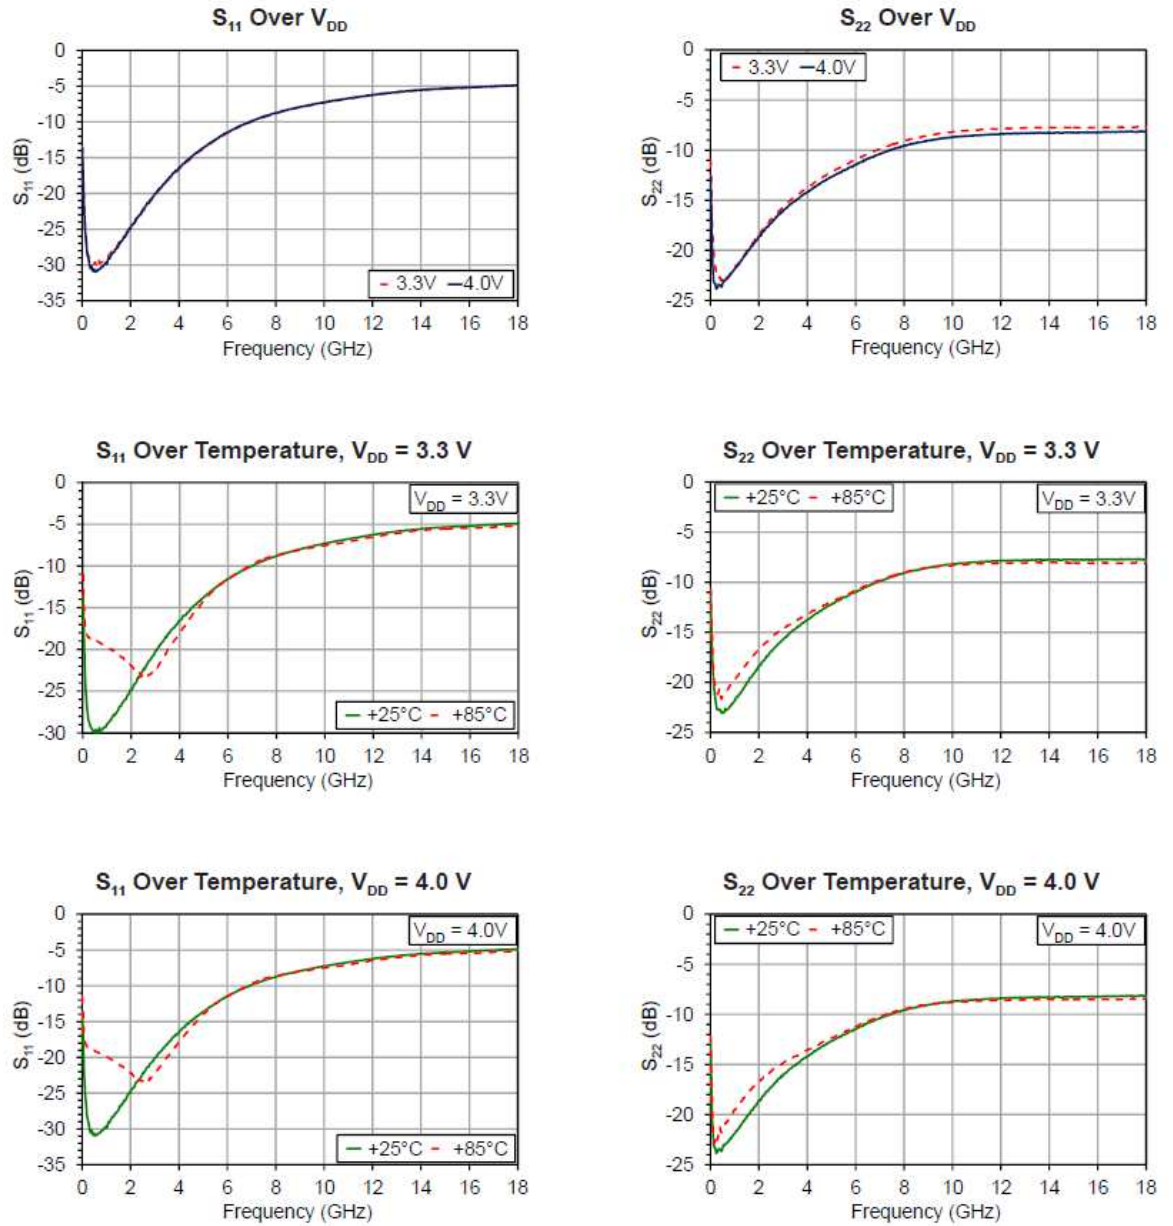 S11 Over VDD
0
-5
-10
-15
-20
-25
-30
-35
S11 (dB)
3.3V 4.0V
0 2 4 6 8 10 12 14 16 18
Frequency (GHz)
S22 Over VDD
0
-5
-10
-15
-20
-25
S22 (dB)
3.3V 4.0V
0 2 4 6 8 10 12 14 16 18
Frequency (GHz)
S11 Over Temperature, VDD = 3.3 V
0
-5
-10
-15
-20
-25
-30
S11 (dB)
VDD = 3.3V
+25°C +85°C
0 2 4 6 8 10 12 14 16 18
Frequency (GHz)
S22 Over Temperature, VDD = 3.3 V
0
-5
-10
-15
-20
-25
S22 (dB)
+25°C +85°C
VDD = 3.3V
0 2 4 6 8 10 12 14 16 18
Frequency (GHz)
S11 Over Temperature, VDD = 4.0 V
0
-5
-10
-15
-20
-25
-30
-35
S11 (dB)
VDD = 4.0V
+25°C +85°C
0 2 4 6 8 10 12 14 16 18
Frequency (GHz)
S22 Over Temperature, VDD = 4.0 V
0
-5
-10
-15
-20
-25
S22 (dB)
+25°C +85°C
VDD = 4.0V
0 2 4 6 8 10 12 14 16 18
Frequency (GHz)